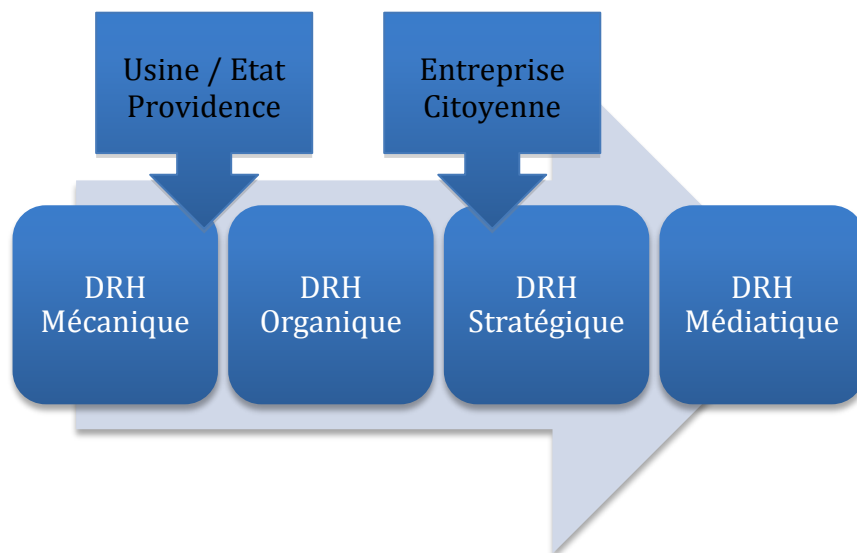 Usine / Etat
Providence
Entreprise
Citoyenne
DRH
Mécanique
DRH
Organique
DRH
Stratégique
DRH
Médiatique